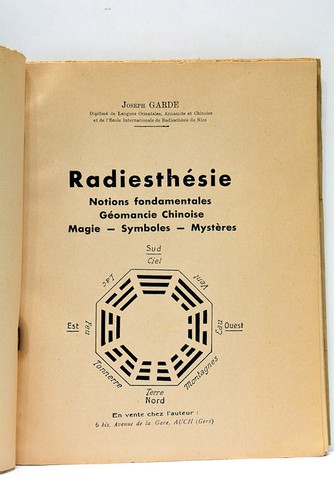 Joseph GARDE
Diplômé de Langues Orientales, Annamite et Chinoise
et de l'Ecole Internationale de Radiesthésie de Nice
Radiesthésie
Notions fondamentales
Géomancie Chinoise
Magie — Symboles — Mystères
Sud
Ciel
Lac
Vent
Est
Feu
Eau
Ouest
Tonnerre
Montagnes
Terre
Nord
En vente chez l'auteur :
6 bis, Avenue de la Gare, AUCH (Gers)